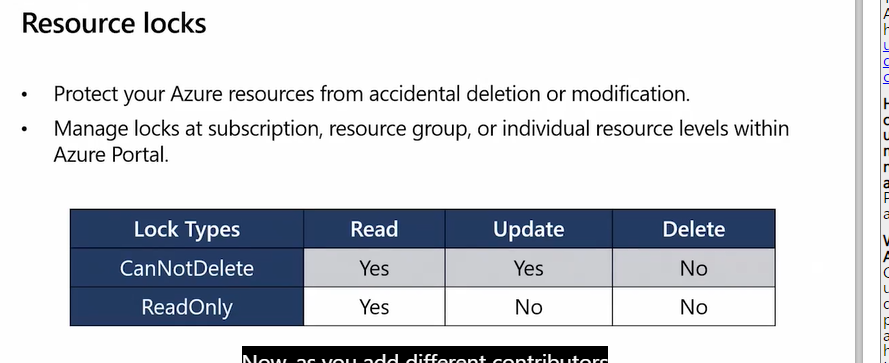 Resource locks
• Protect your Azure resources from accidental deletion or modification.
• Manage locks at subscription, resource group, or individual resource levels within
Azure Portal.
Lock Types Read Update Delete
CanNotDelete Yes Yes No
ReadOnly Yes No No
Now, as you add different contributors